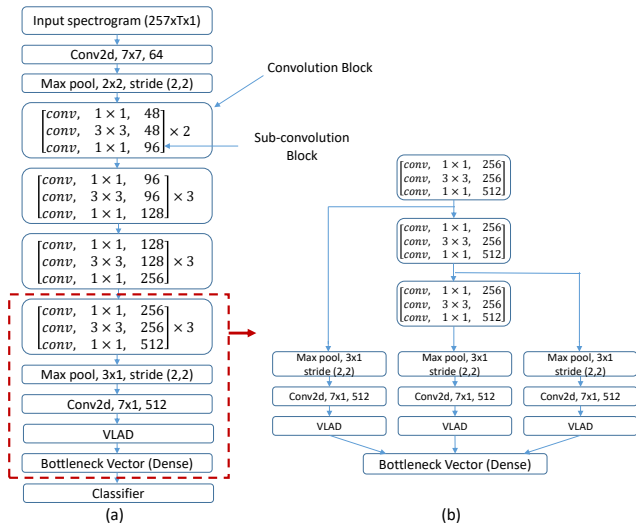 Input spectrogram (257xTx1)
Conv2d, 7x7, 64
Max pool, 2x2, stride (2,2)
Convolution Block
[conv, 1 × 1, 48
conv, 3 × 3, 48
conv, 1 × 1, 96] × 2
Sub-convolution
Block
[conv, 1 × 1, 96
conv, 3 × 3, 96
conv, 1 × 1, 128] × 3
[conv, 1 × 1, 128
conv, 3 × 3, 128
conv, 1 × 1, 256] × 3
[conv, 1 × 1, 256
conv, 3 × 3, 256
conv, 1 × 1, 512] × 3
Max pool, 3x1, stride (2,2)
Conv2d, 7x1, 512
VLAD
Bottleneck Vector (Dense)
Classifier
(a)
[conv, 1 × 1, 256
conv, 3 × 3, 256
conv, 1 × 1, 512]
[conv, 1 × 1, 256
conv, 3 × 3, 256
conv, 1 × 1, 512]
[conv, 1 × 1, 256
conv, 3 × 3, 256
conv, 1 × 1, 512]
Max pool, 3x1
stride (2,2)
Max pool, 3x1
stride (2,2)
Max pool, 3x1
stride (2,2)
Conv2d, 7x1, 512
Conv2d, 7x1, 512
Conv2d, 7x1, 512
VLAD
VLAD
VLAD
Bottleneck Vector (Dense)
(b)